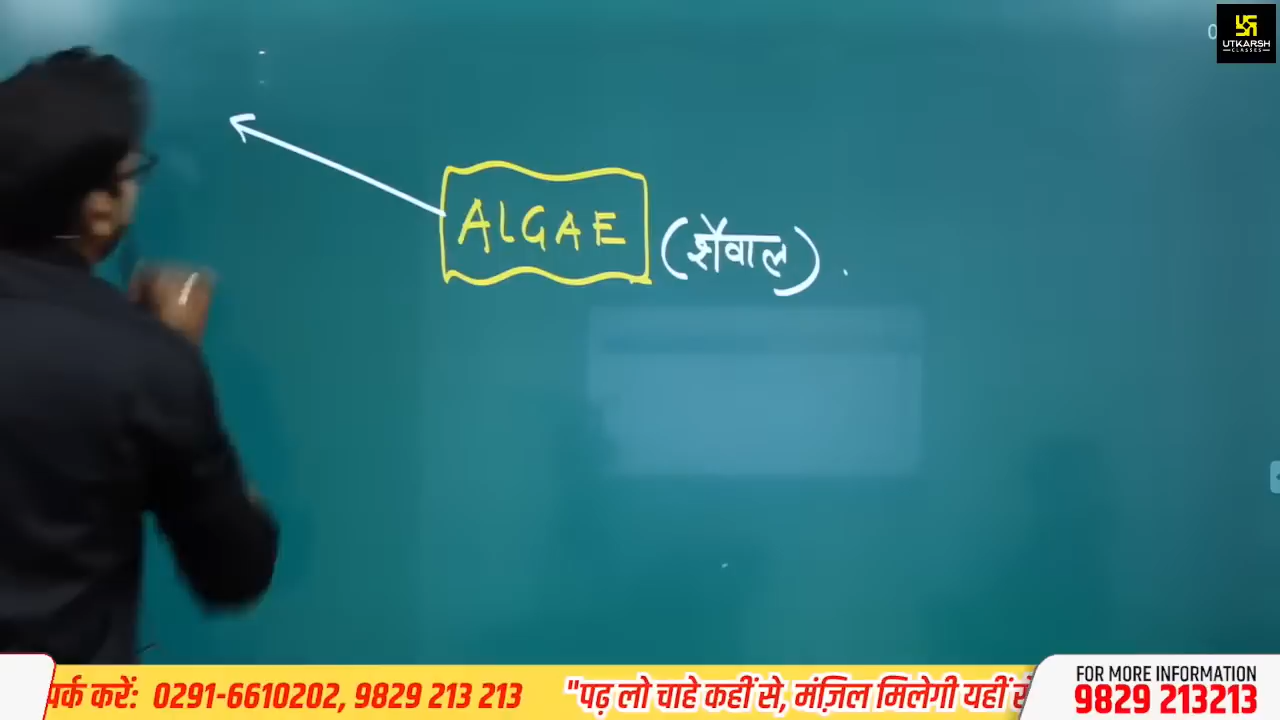 UTKARSH
CLASSES
ALGAE (शैवाल).
FOR MORE INFORMATION
र्क करें: 0291-6610202, 9829 213 213 "पढ़ लो चाहे कहीं से, मंज़िल मिलेगी यहीं
9829 213213